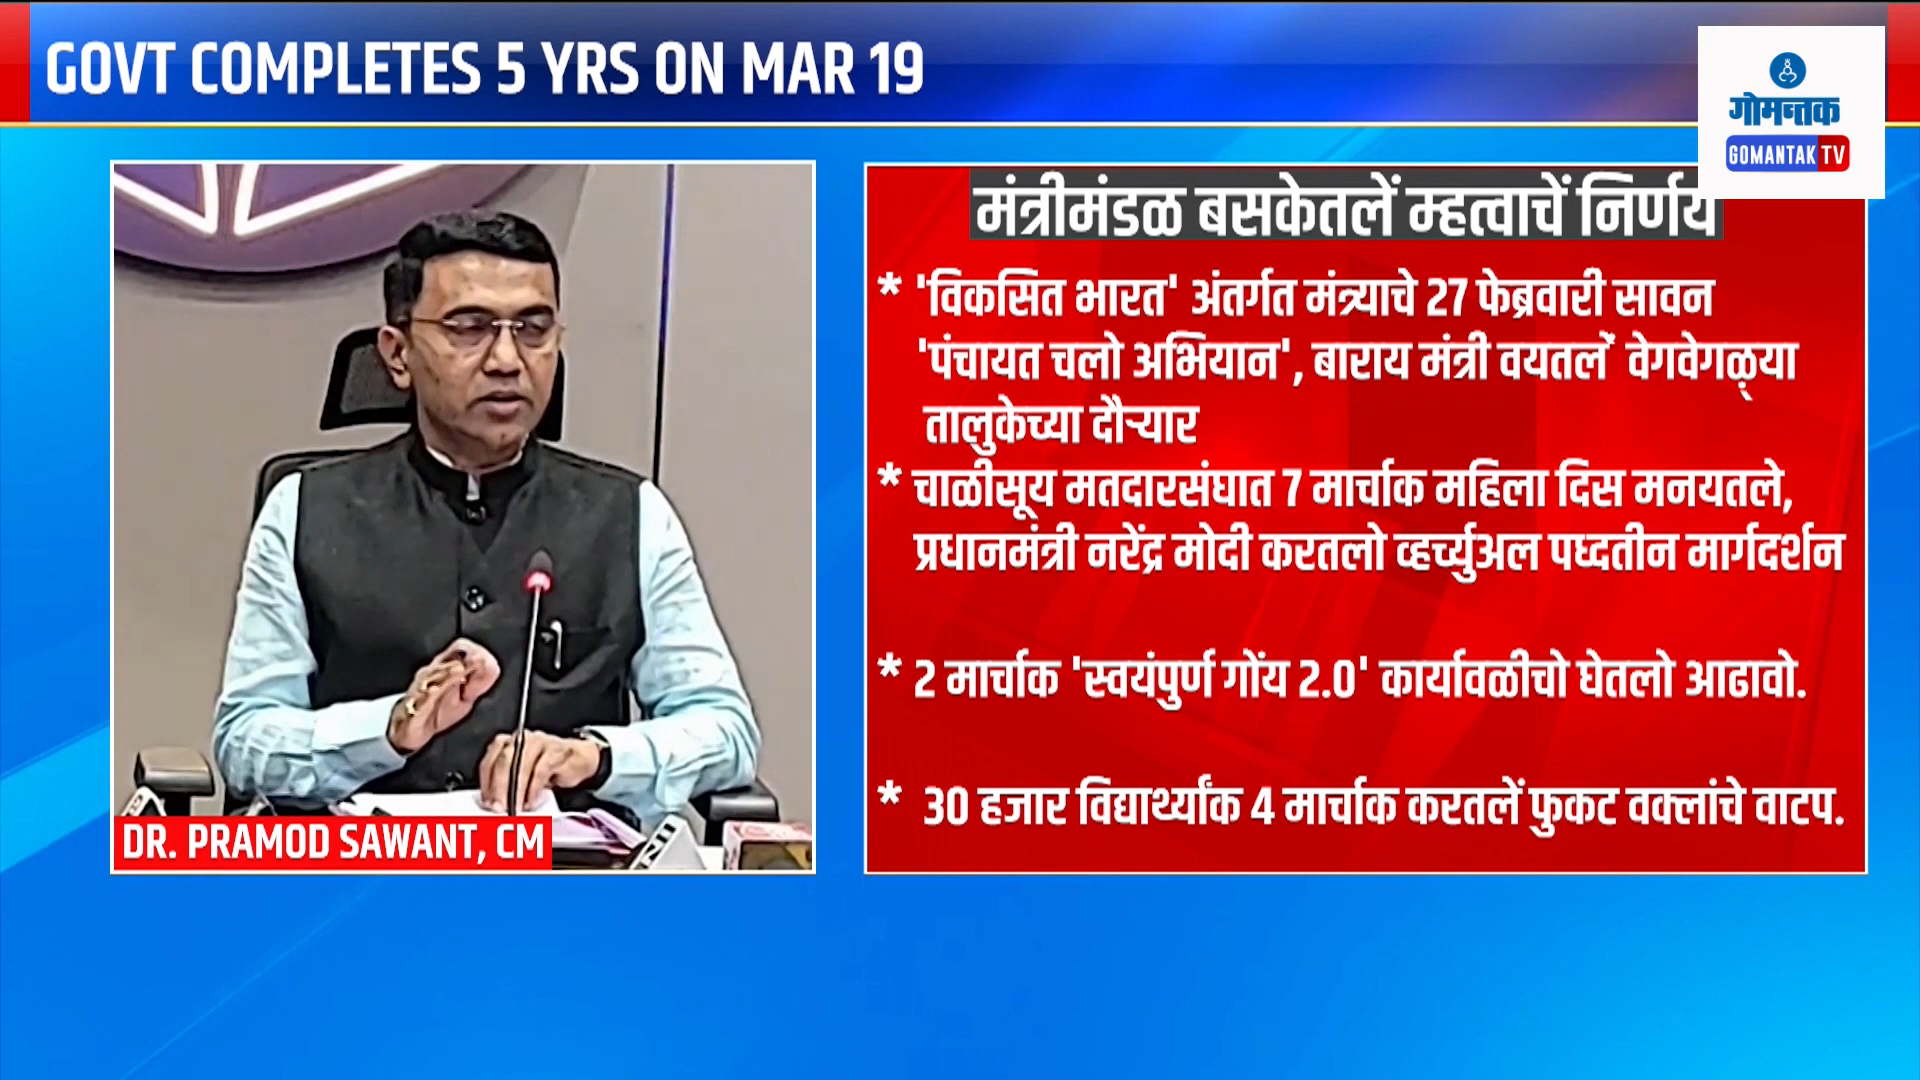 GOVT COMPLETES 5 YRS ON MAR 19
गोमन्तक
GOMANTAK TV
मंत्रीमंडळ बसकेतलें म्हत्वाचें निर्णय
* 'विकसित भारत' अंतर्गत मंत्र्याचे 27 फेब्रवारी सावन
'पंचायत चलो अभियान', बाराय मंत्री वयतलें वेगवेगळ्या
तालुकेच्या दौऱ्यार
* चाळीसूय मतदारसंघात 7 मार्चाक महिला दिस मनयतले,
प्रधानमंत्री नरेंद्र मोदी करतलो व्हर्च्युअल पध्दतीन मार्गदर्शन
* 2 मार्चाक 'स्वयंपुर्ण गोंय 2.0' कार्यावळीचो घेतलो आढावो.
* 30 हजार विद्यार्थ्यांक 4 मार्चाक करतलें फुकट वक्लांचे वाटप.
DR. PRAMOD SAWANT, CM